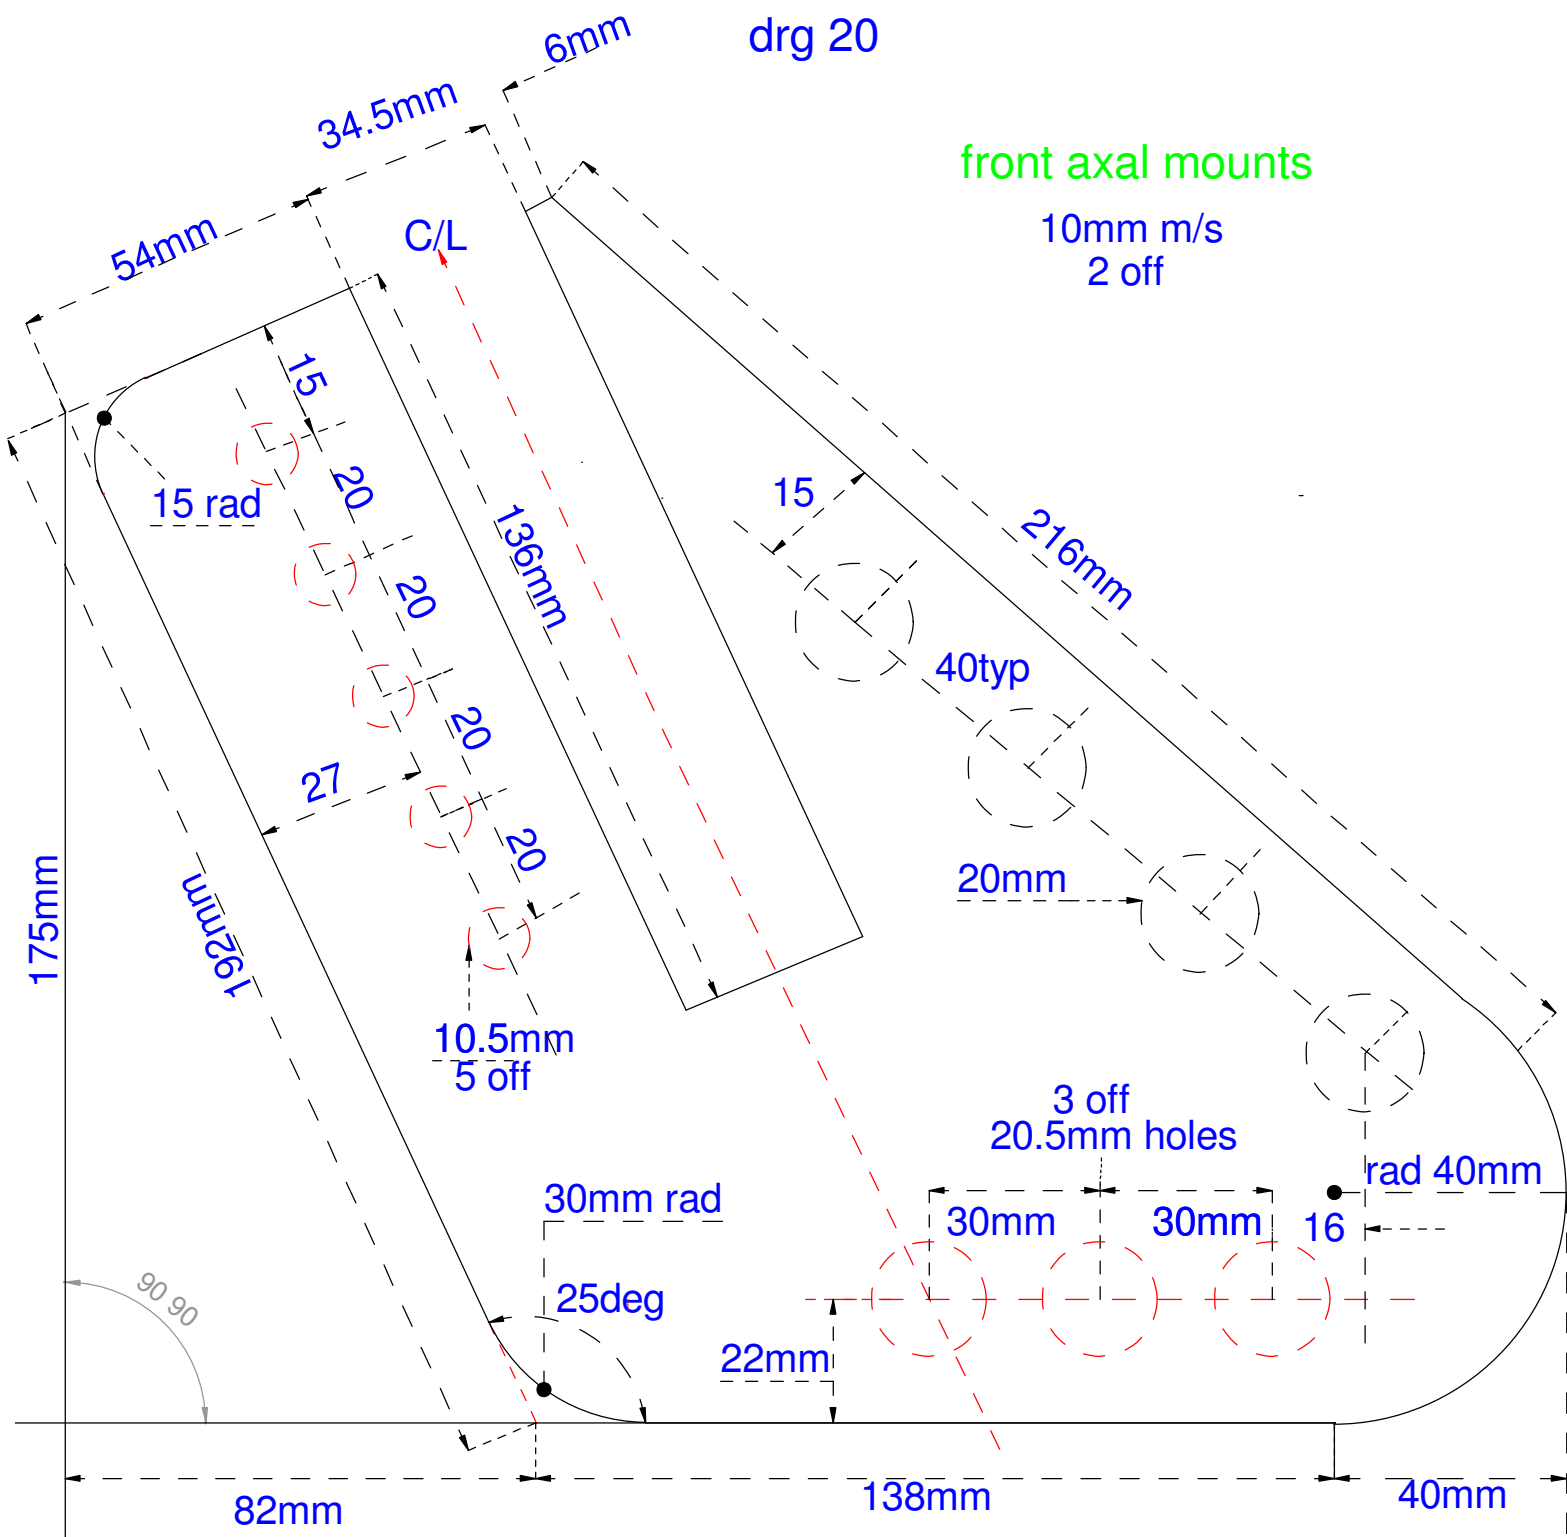 drg 20
6mm
34.5mm
54mm
C/L
front axal mounts
10mm m/s
2 off
15
15 rad
20
20
20
20
136mm
15
216mm
40typ
20mm
27
175mm
192mm
10.5mm
5 off
3 off
20.5mm holes
rad 40mm
30mm rad
30mm
30mm
16
25deg
90 90
22mm
82mm
138mm
40mm